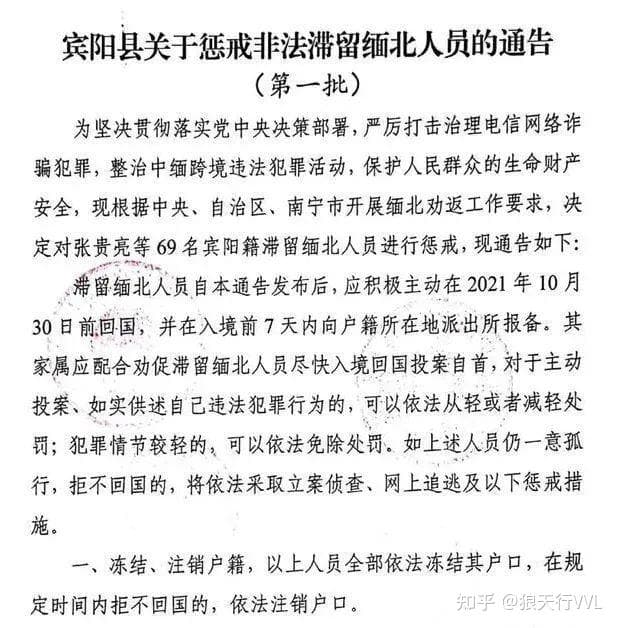 宾阳县关于惩戒非法滞留缅北人员的通告
（第一批）
为坚决贯彻落实党中央决策部署，严厉打击治理电信网络诈
骗犯罪，整治中缅跨境违法犯罪活动，保护人民群众的生命财产
安全，现根据中央、自治区、南宁市开展缅北劝返工作要求，决
定对张贵亮等 69 名宾阳籍滞留缅北人员进行惩戒，现通告如下：
滞留缅北人员自本通告发布后，应积极主动在 2021 年 10 月
30 日前回国，并在入境前 7 天内向户籍所在地派出所报备。其
家属应配合劝促滞留缅北人员尽快入境回国投案自首，对于主动
投案、如实供述自己违法犯罪行为的，可以依法从轻或者减轻处
罚；犯罪情节较轻的，可以依法免除处罚。如上述人员仍一意孤
行，拒不回国的，将依法采取立案侦查、网上追逃及以下惩戒措
施。
一、冻结、注销户籍，以上人员全部依法冻结其户口，在规
定时间内拒不回国的，依法注销户口。
知乎 @狼天行VVL